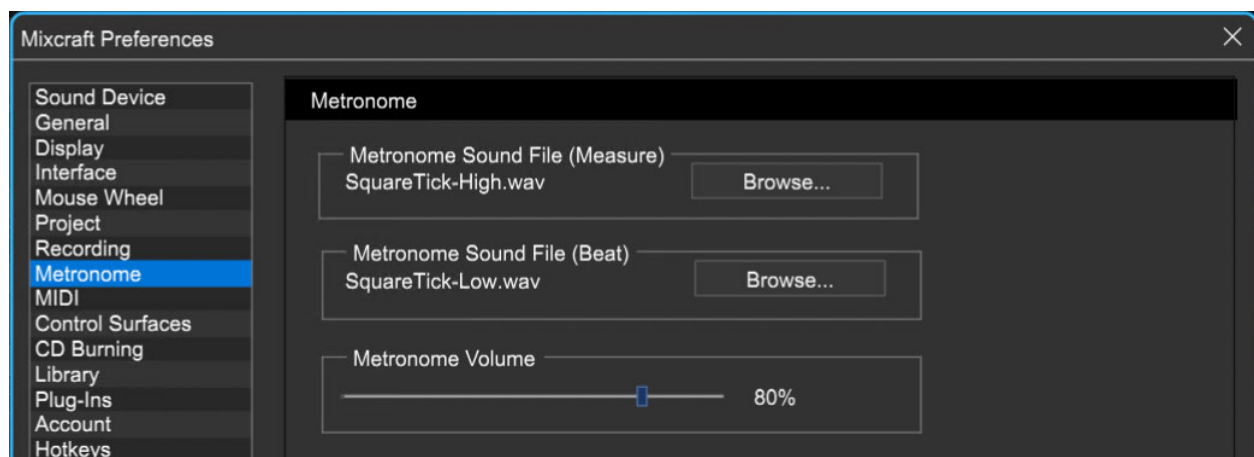 Mixcraft Preferences
Sound Device
General
Display
Interface
Mouse Wheel
Project
Recording
Metronome
MIDI
Control Surfaces
CD Burning
Library
Plug-Ins
Account
Hotkeys
Metronome
Metronome Sound File (Measure)
SquareTick-High.wav Browse...
Metronome Sound File (Beat)
SquareTick-Low.wav Browse...
Metronome Volume
80%